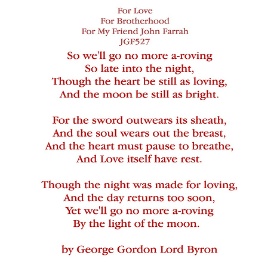 For Love
For Brotherhood
For My Friend John Farrah
JGF527
So we'll go no more a-roving
So late into the night,
Though the heart be still as loving,
And the moon be still as bright.

For the sword outwears its sheath,
And the soul wears out the breast,
And the heart must pause to breathe,
And Love itself have rest.

Though the night was made for loving,
And the day returns too soon,
Yet we'll go no more a-roving
By the light of the moon.

by George Gordon Lord Byron